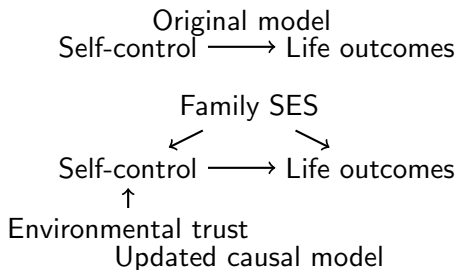 Original model
Self-control Life outcomes
Family SES
Self-control Life outcomes
Environmental trust
Updated causal model